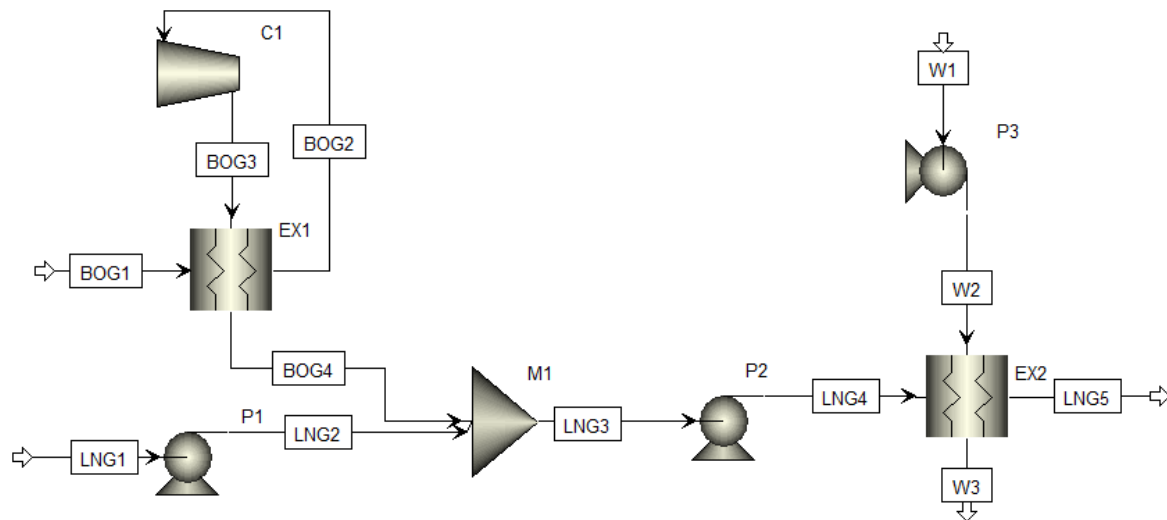 C1
W1
P3
BOG3
BOG2
EX1
BOG1
W2
BOG4
M1
P2
EX2
LNG4
LNG5
P1
LNG2
LNG3
LNG1
W3